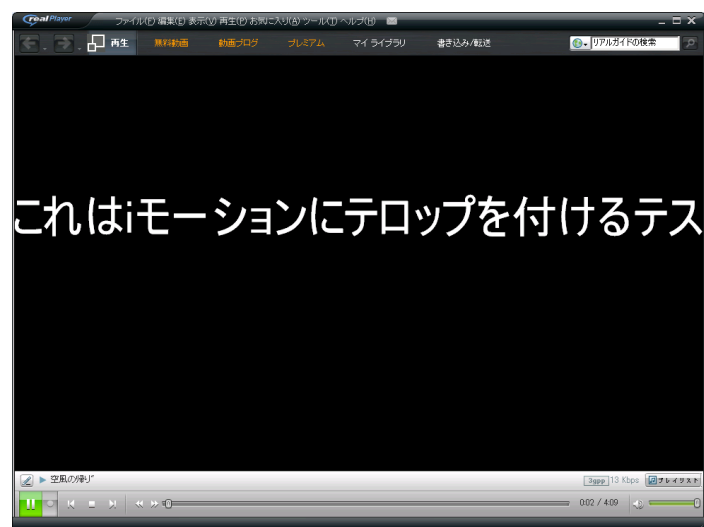 realPlayer ファイル(F) 編集(E) 表示(V) 再生(P) お気に入り(A) ツール(T) ヘルプ(H)
再生 無料動画 動画ブログ プレミアム マイ ライブラリ 書き込み/転送 リアルガイドの検索
これはiモーションにテロップを付けるテス
空風の帰り゛ 3gpp 13 Kbps プレイリスト
0:02 / 4:09